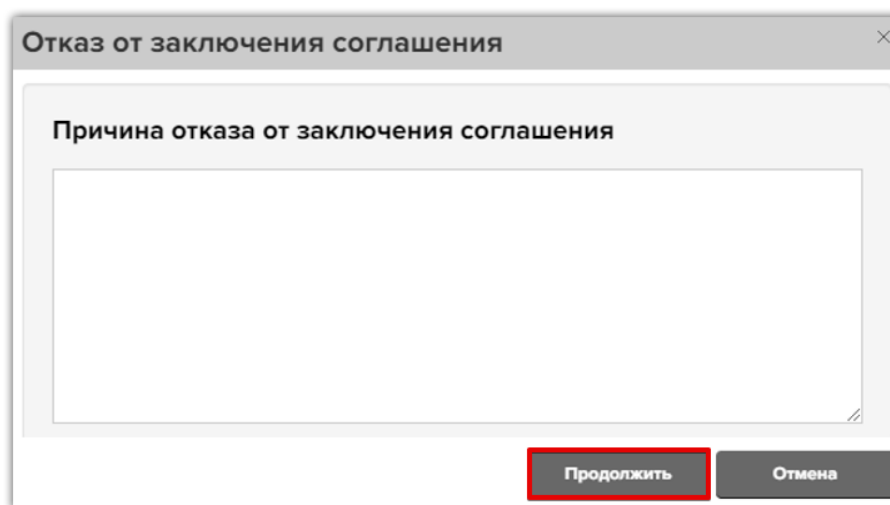 Отказ от заключения соглашения
Причина отказа от заключения соглашения
Продолжить
Отмена